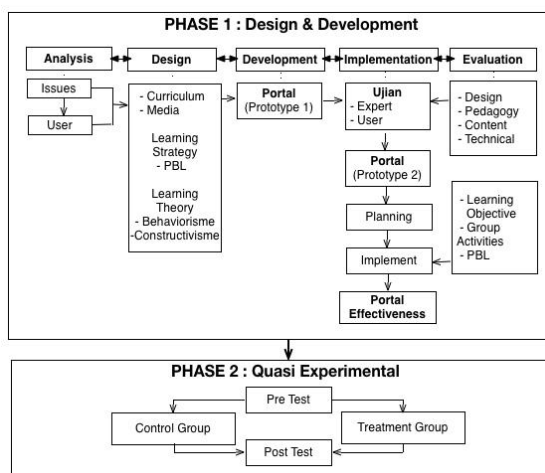 PHASE 1 : Design & Development
Analysis
Design
Development
Implementation
Evaluation
Issues
User
- Curriculum
- Media
Learning
Strategy
- PBL
Learning
Theory
- Behaviorisme
-Constructivisme
Portal
(Prototype 1)
Ujian
- Expert
- User
Portal
(Prototype 2)
Planning
Implement
Portal
Effectiveness
- Design
- Pedagogy
- Content
- Technical
- Learning
Objective
- Group
Activities
- PBL
PHASE 2 : Quasi Experimental
Pre Test
Control Group
Treatment Group
Post Test